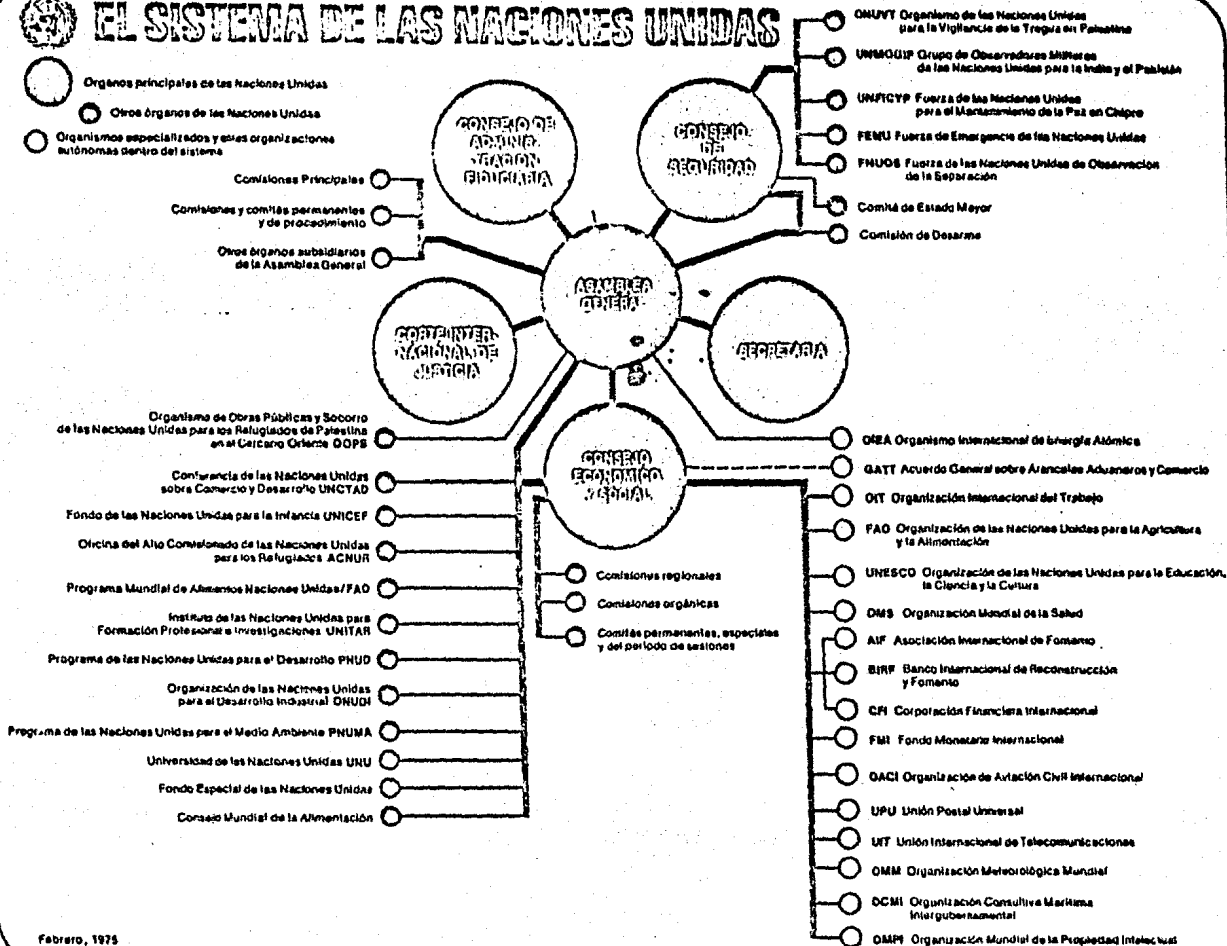 EL SISTEMA DE LAS NACIONES UNIDAS
Organos principales de las Naciones Unidas
Otros órganos de las Naciones Unidas
Organismos especializados y otras organizaciones
autónomas dentro del sistema
CONSEJO DE
ADMINIS-
TRACION
FIDUCIARIA
CONSEJO
DE
SEGURIDAD
ONUVT Organismo de las Naciones Unidas
para la Vigilancia de la Tregua en Palestina
UNMOGIP Grupo de Observadores Militares
de las Naciones Unidas para la India y el Pakistán
UNFICYP Fuerza de las Naciones Unidas
para el Mantenimiento de la Paz en Chipre
FEMU Fuerza de Emergencia de las Naciones Unidas
FNUOS Fuerza de las Naciones Unidas de Observación
de la Separación
Comité de Estado Mayor
Comisión de Desarme
Comisiones Principales
Comisiones y comités permanentes
y de procedimiento
Otros órganos subsidiarios
de la Asamblea General
ASAMBLEA
GENERAL
CORTE INTER-
NACIONAL DE
JUSTICIA
SECRETARIA
CONSEJO
ECONOMICO
Y SOCIAL
Organismo de Obras Públicas y Socorro
de las Naciones Unidas para los Refugiados de Palestina
en el Cercano Oriente OOPS
Conferencia de las Naciones Unidas
sobre Comercio y Desarrollo UNCTAD
Fondo de las Naciones Unidas para la Infancia UNICEF
Oficina del Alto Comisionado de las Naciones Unidas
para los Refugiados ACNUR
Programa Mundial de Alimentos Naciones Unidas/FAO
Instituto de las Naciones Unidas para
Formación Profesional e Investigaciones UNITAR
Programa de las Naciones Unidas para el Desarrollo PNUD
Organización de las Naciones Unidas
para el Desarrollo Industrial ONUDI
Programa de las Naciones Unidas para el Medio Ambiente PNUMA
Universidad de las Naciones Unidas UNU
Fondo Especial de las Naciones Unidas
Consejo Mundial de la Alimentación
Comisiones regionales
Comisiones orgánicas
Comités permanentes, especiales
y del período de sesiones
OIEA Organismo Internacional de Energía Atómica
GATT Acuerdo General sobre Aranceles Aduaneros y Comercio
OIT Organización Internacional del Trabajo
FAO Organización de las Naciones Unidas para la Agricultura
y la Alimentación
UNESCO Organización de las Naciones Unidas para la Educación,
la Ciencia y la Cultura
OMS Organización Mundial de la Salud
AIF Asociación Internacional de Fomento
BIRF Banco Internacional de Reconstrucción
y Fomento
CFI Corporación Financiera Internacional
FMI Fondo Monetario Internacional
OACI Organización de Aviación Civil Internacional
UPU Unión Postal Universal
UIT Unión Internacional de Telecomunicaciones
OMM Organización Meteorológica Mundial
OCMI Organización Consultiva Marítima
Intergubernamental
OMPI Organización Mundial de la Propiedad Intelectual
Febrero, 1975